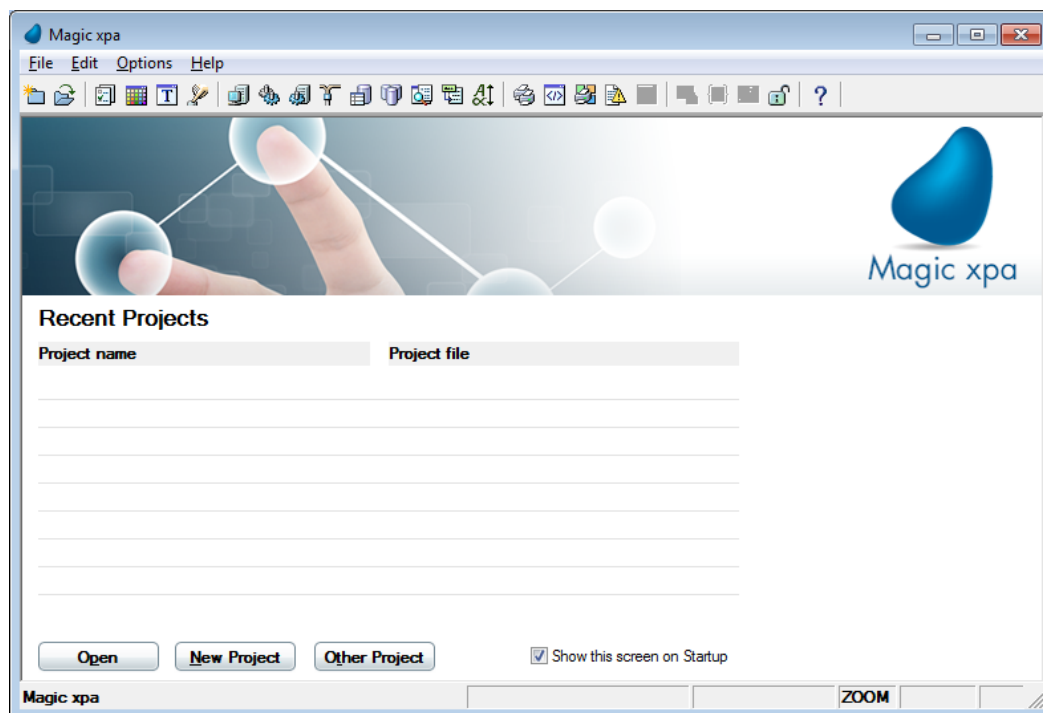 Magic xpa
File Edit Options Help
Magic xpa
Recent Projects
Project name Project file
Open New Project Other Project Show this screen on Startup
Magic xpa ZOOM